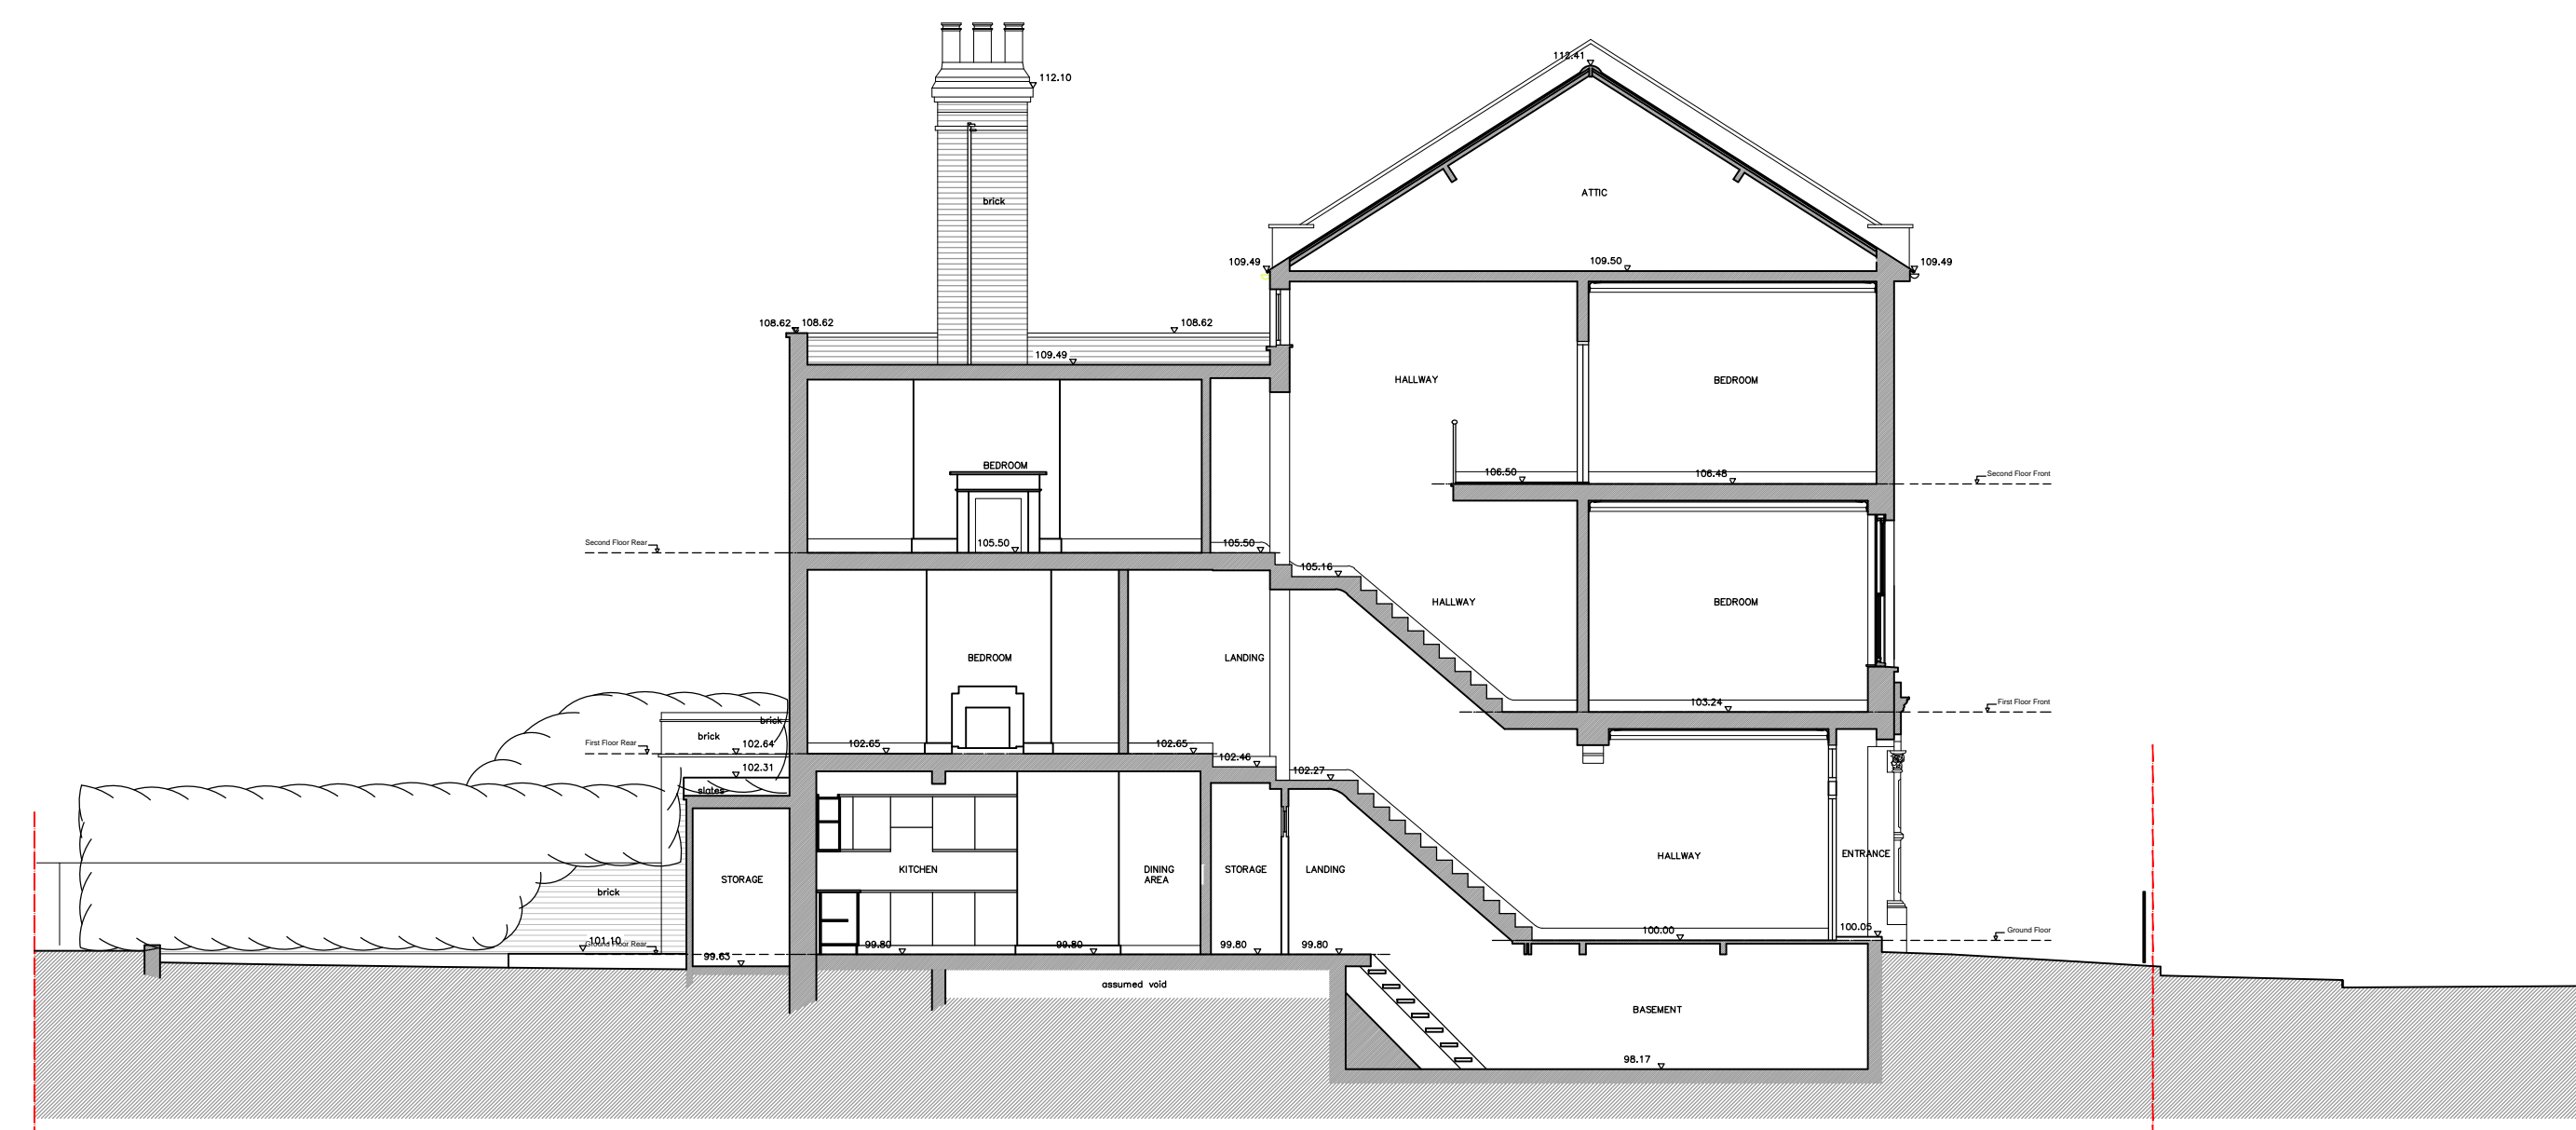 112.41
112.10
ATTIC
brick
109.49
109.50
109.49
108.62
108.62
108.62
109.49
HALLWAY
BEDROOM
BEDROOM
106.50
106.48
Second Floor Front
Second Floor Rear
105.50
105.50
105.16
HALLWAY
BEDROOM
BEDROOM
LANDING
103.24
First Floor Front
brick
brick
First Floor Rear
102.64
102.65
102.65
102.46
102.31
102.27
slates
ENTRANCE
HALLWAY
KITCHEN
DINING
AREA
STORAGE
LANDING
STORAGE
brick
100.05
100.00
Ground Floor
101.10
Ground Floor Rear
99.80
99.80
99.80
99.80
99.63
assumed void
BASEMENT
98.17